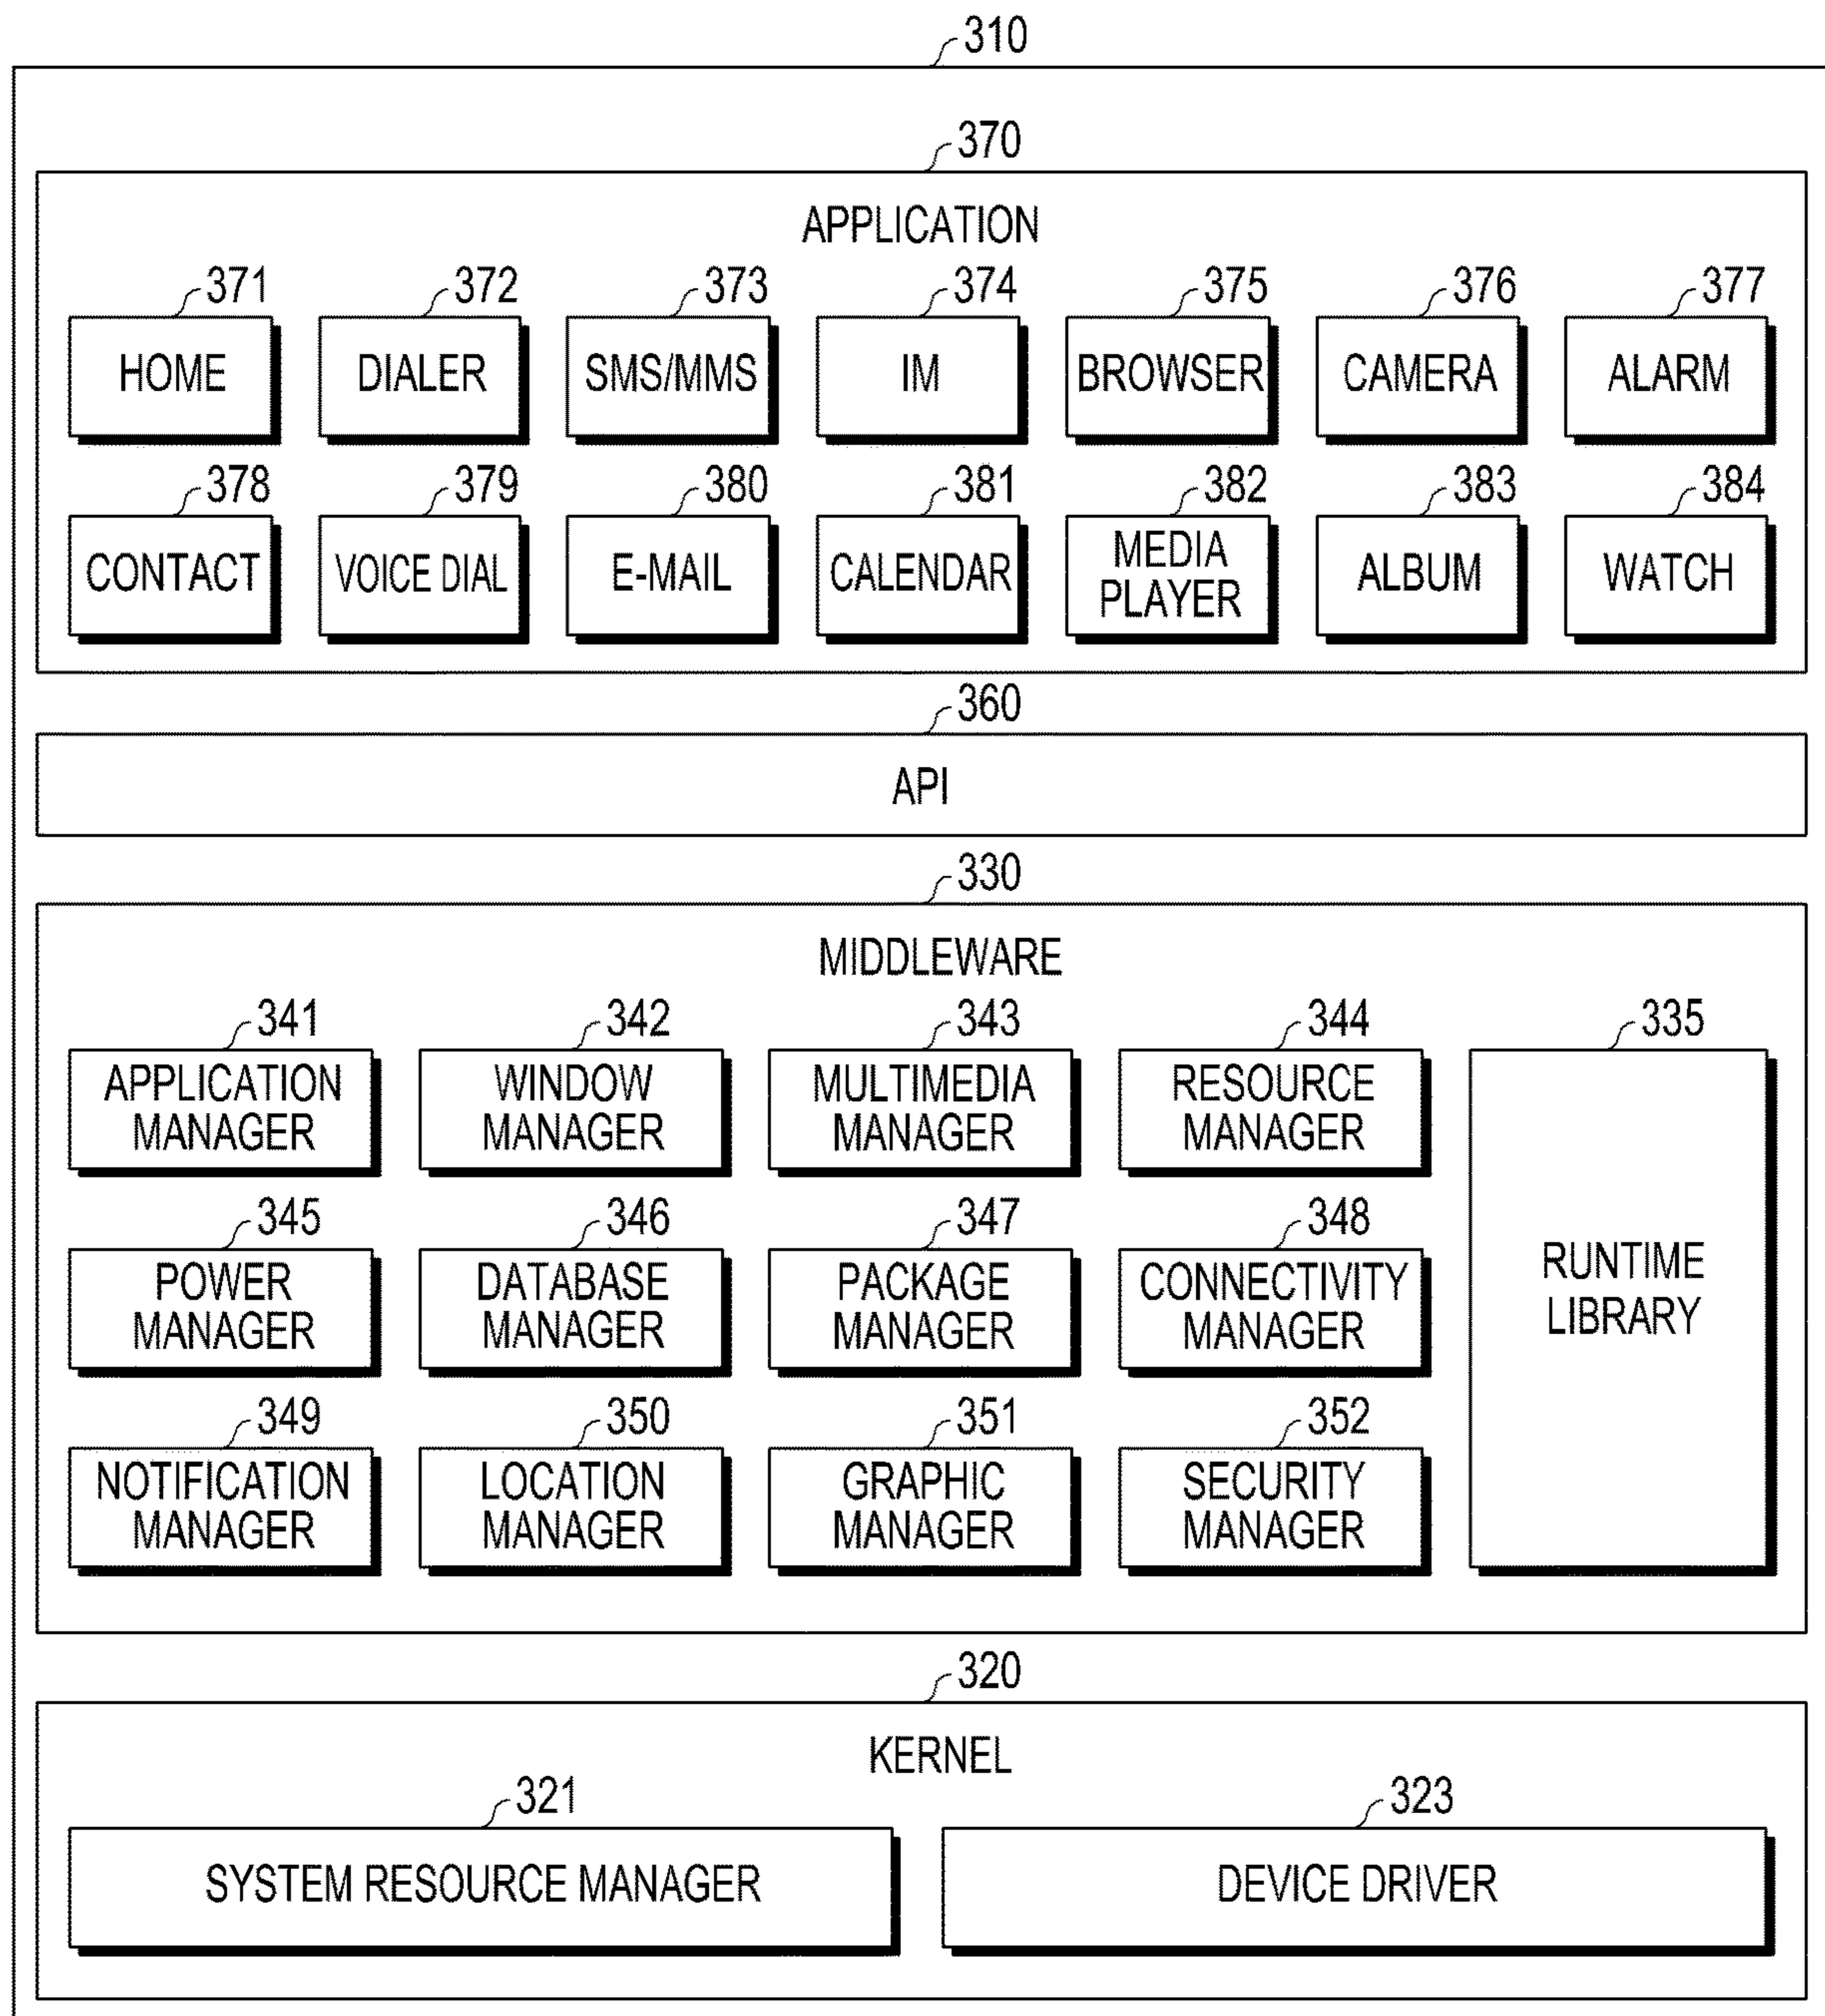 310
370
APPLICATION
371 372 373 374 375 376 377
HOME DIALER SMS/MMS IM BROWSER CAMERA ALARM
378 379 380 381 382 383 384
CONTACT VOICE DIAL E-MAIL CALENDAR MEDIA PLAYER ALBUM WATCH
360
API
330
MIDDLEWARE
341 342 343 344 335
APPLICATION MANAGER WINDOW MANAGER MULTIMEDIA MANAGER RESOURCE MANAGER
345 346 347 348
POWER MANAGER DATABASE MANAGER PACKAGE MANAGER CONNECTIVITY MANAGER RUNTIME LIBRARY
349 350 351 352
NOTIFICATION MANAGER LOCATION MANAGER GRAPHIC MANAGER SECURITY MANAGER
320
KERNEL
321 323
SYSTEM RESOURCE MANAGER DEVICE DRIVER